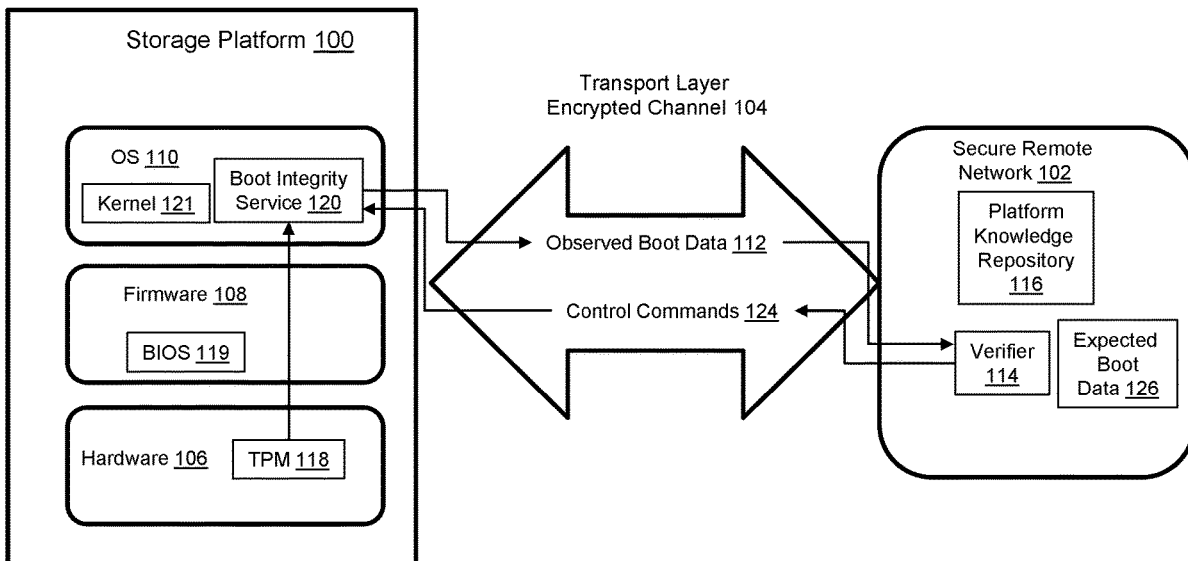 Storage Platform 100
OS 110
Kernel 121
Boot Integrity
Service 120
Firmware 108
BIOS 119
Hardware 106
TPM 118
Transport Layer
Encrypted Channel 104
Observed Boot Data 112
Control Commands 124
Secure Remote
Network 102
Platform
Knowledge
Repository
116
Verifier
114
Expected
Boot
Data 126